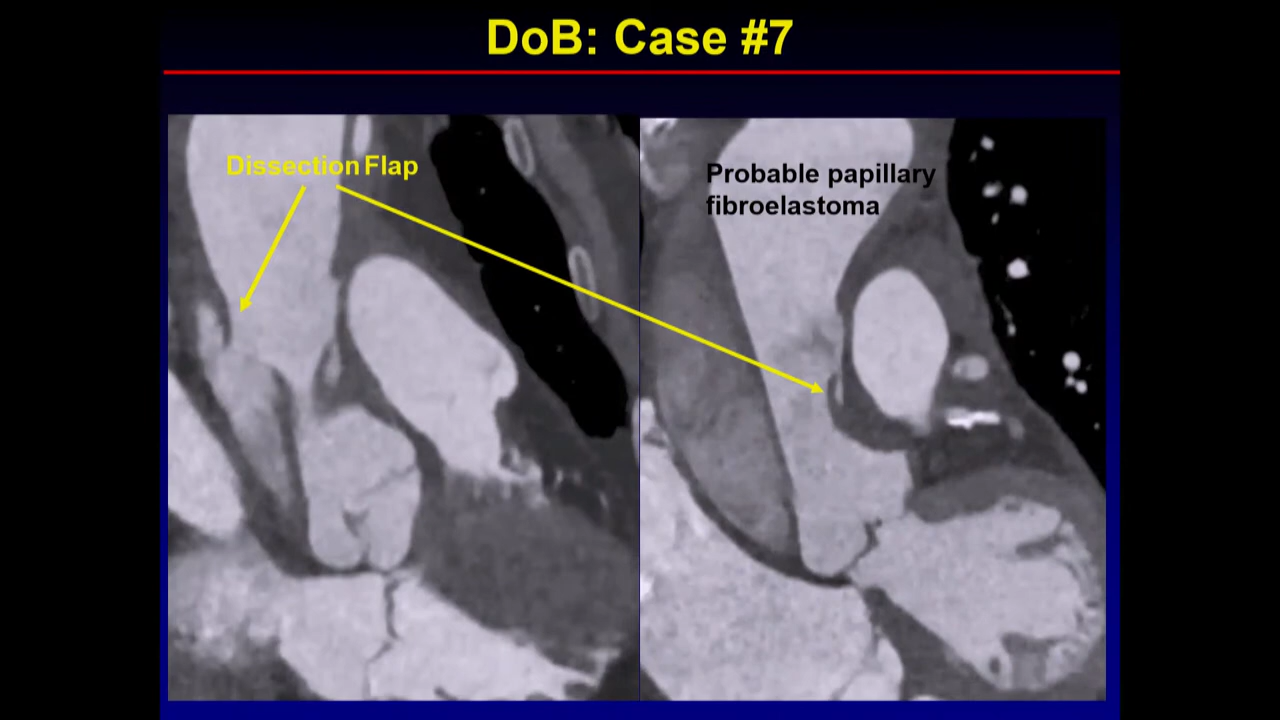 DoB: Case #7
Dissection Flap
Probable papillary
fibroelastoma